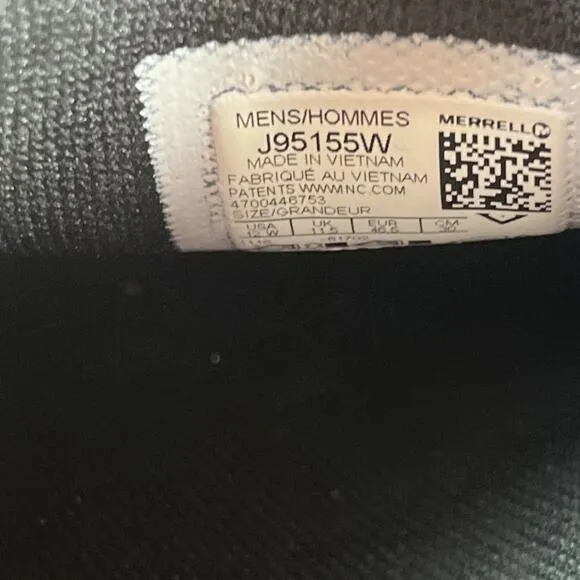 MENS/HOMMES
MERRELL
J95155W
MADE IN VIETNAM
FABRIQUÉ AU VIETNAM
PATENTS WWW.WNC.COM
4700446753
SIZE/GRANDEUR
USA UK EUR CM
12 W 11.5 46.5 30